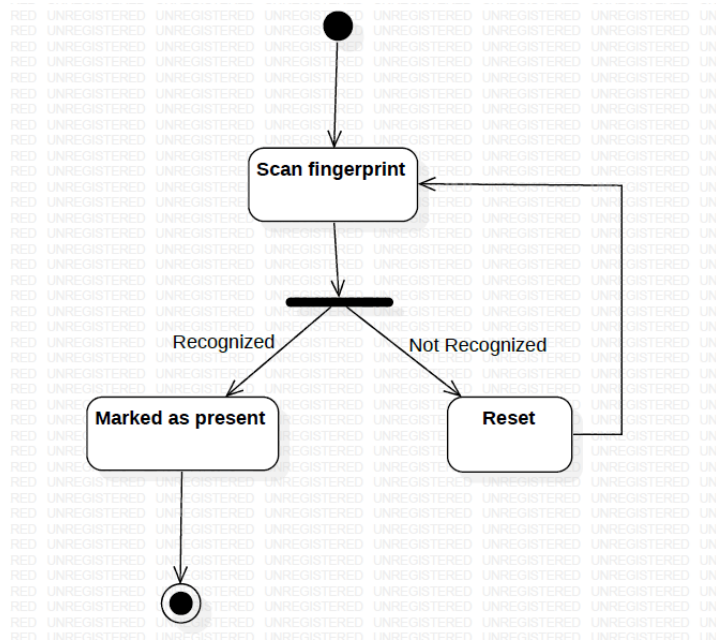 Scan fingerprint
Recognized
Not Recognized
Marked as present
Reset